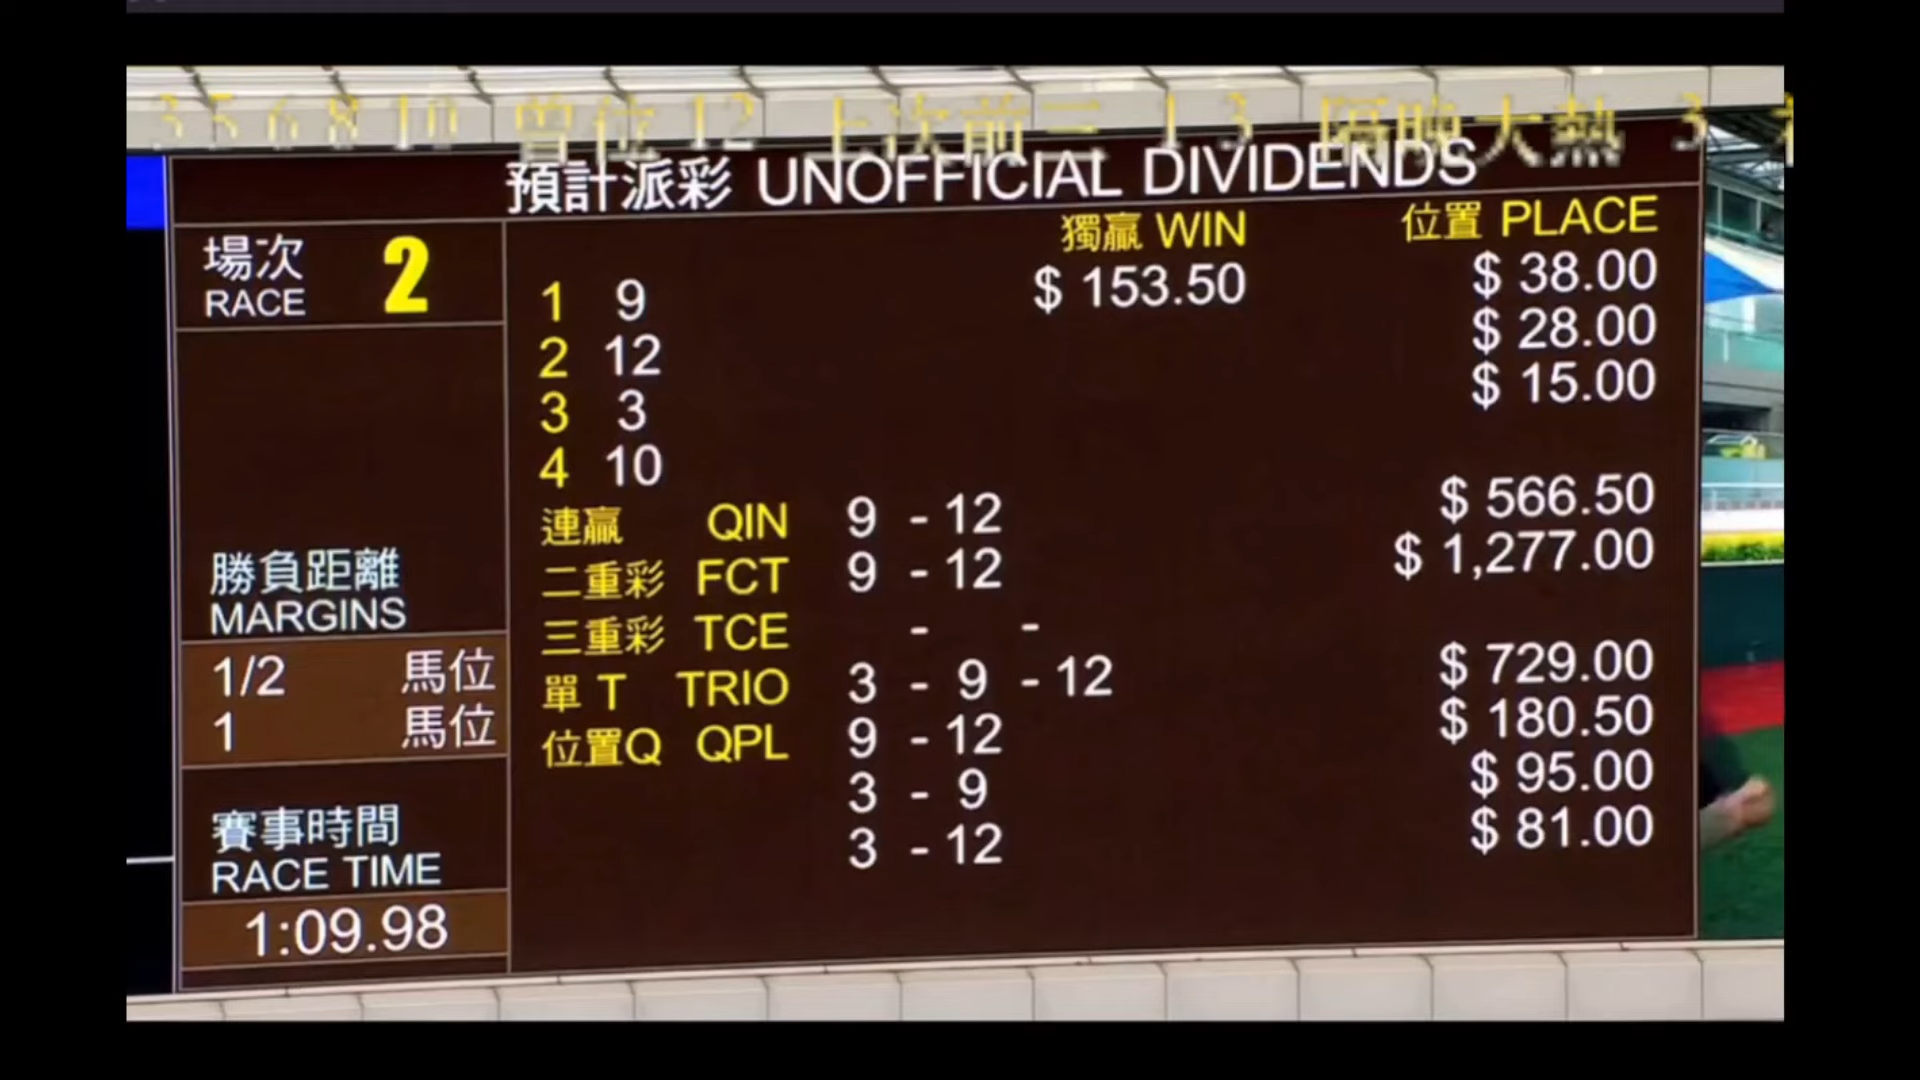 3 5 6 8 10 曾位 12 上次前三 1 3 隔晚大熱 3
預計派彩 UNOFFICIAL DIVIDENDS
場次 2
RACE
獨贏 WIN 位置 PLACE
1 9 $ 153.50 $ 38.00
2 12 $ 28.00
3 3 $ 15.00
4 10
連贏 QIN 9 - 12 $ 566.50
二重彩 FCT 9 - 12 $ 1,277.00
三重彩 TCE - -
單 T TRIO 3 - 9 - 12 $ 729.00
位置Q QPL 9 - 12 $ 180.50
3 - 9 $ 95.00
3 - 12 $ 81.00
勝負距離
MARGINS
1/2 馬位
1 馬位
賽事時間
RACE TIME
1:09.98